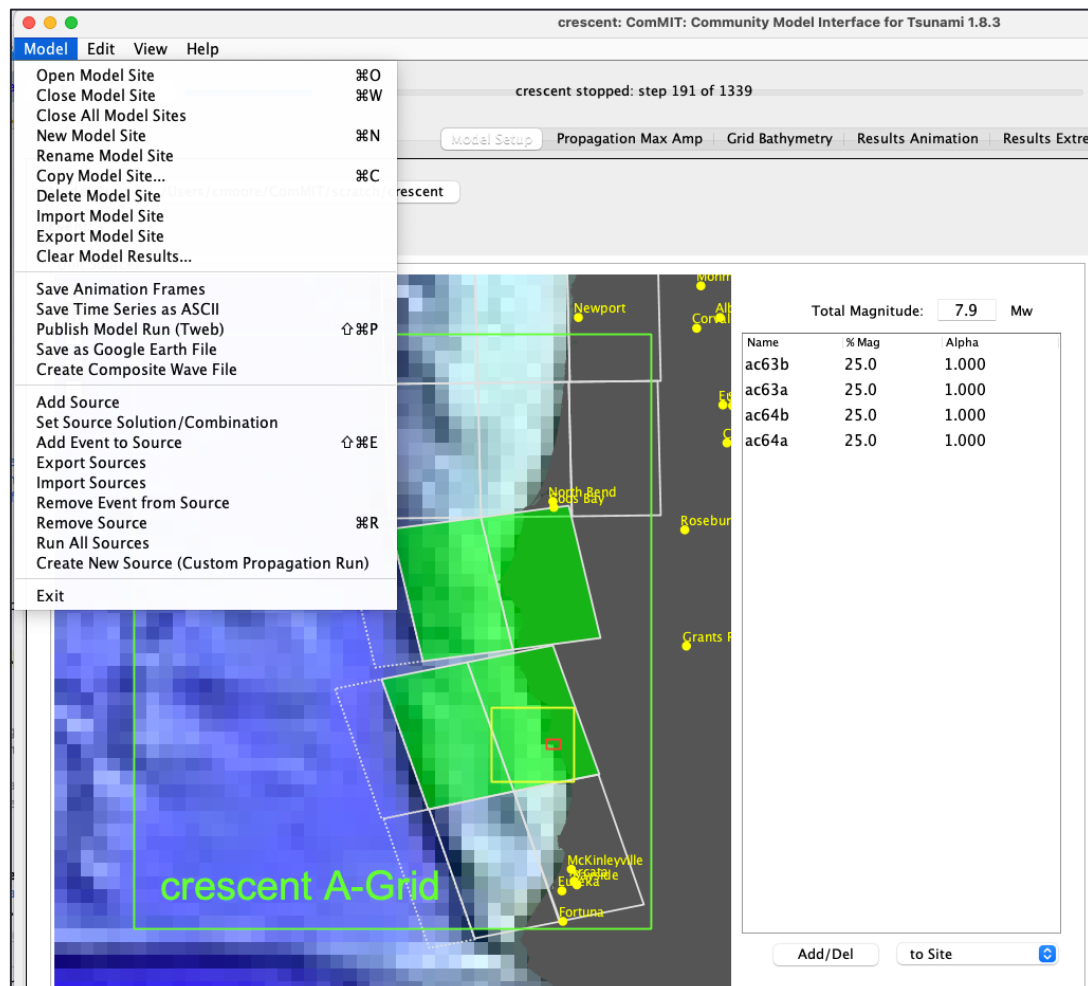 crescent: ComMIT: Community Model Interface for Tsunami 1.8.3
Model Edit View Help
Open Model Site ⌘O
Close Model Site ⌘W
Close All Model Sites
New Model Site ⌘N
Rename Model Site
Copy Model Site... ⌘C
Delete Model Site
Import Model Site
Export Model Site
Clear Model Results...
Save Animation Frames
Save Time Series as ASCII
Publish Model Run (Tweb) ⇧⌘P
Save as Google Earth File
Create Composite Wave File
Add Source
Set Source Solution/Combination
Add Event to Source ⇧⌘E
Export Sources
Import Sources
Remove Event from Source
Remove Source ⌘R
Run All Sources
Create New Source (Custom Propagation Run)
Exit
crescent stopped: step 191 of 1339
Model Setup Propagation Max Amp Grid Bathymetry Results Animation Results Extre
/Users/cmoore/ComMIT/scratch/crescent
Newport
North Bend
Rosebur
Grants
McKinleyville
Eureka
Fortuna
crescent A-Grid
Total Magnitude: 7.9 Mw
Name % Mag Alpha
ac63b 25.0 1.000
ac63a 25.0 1.000
ac64b 25.0 1.000
ac64a 25.0 1.000
Add/Del to Site